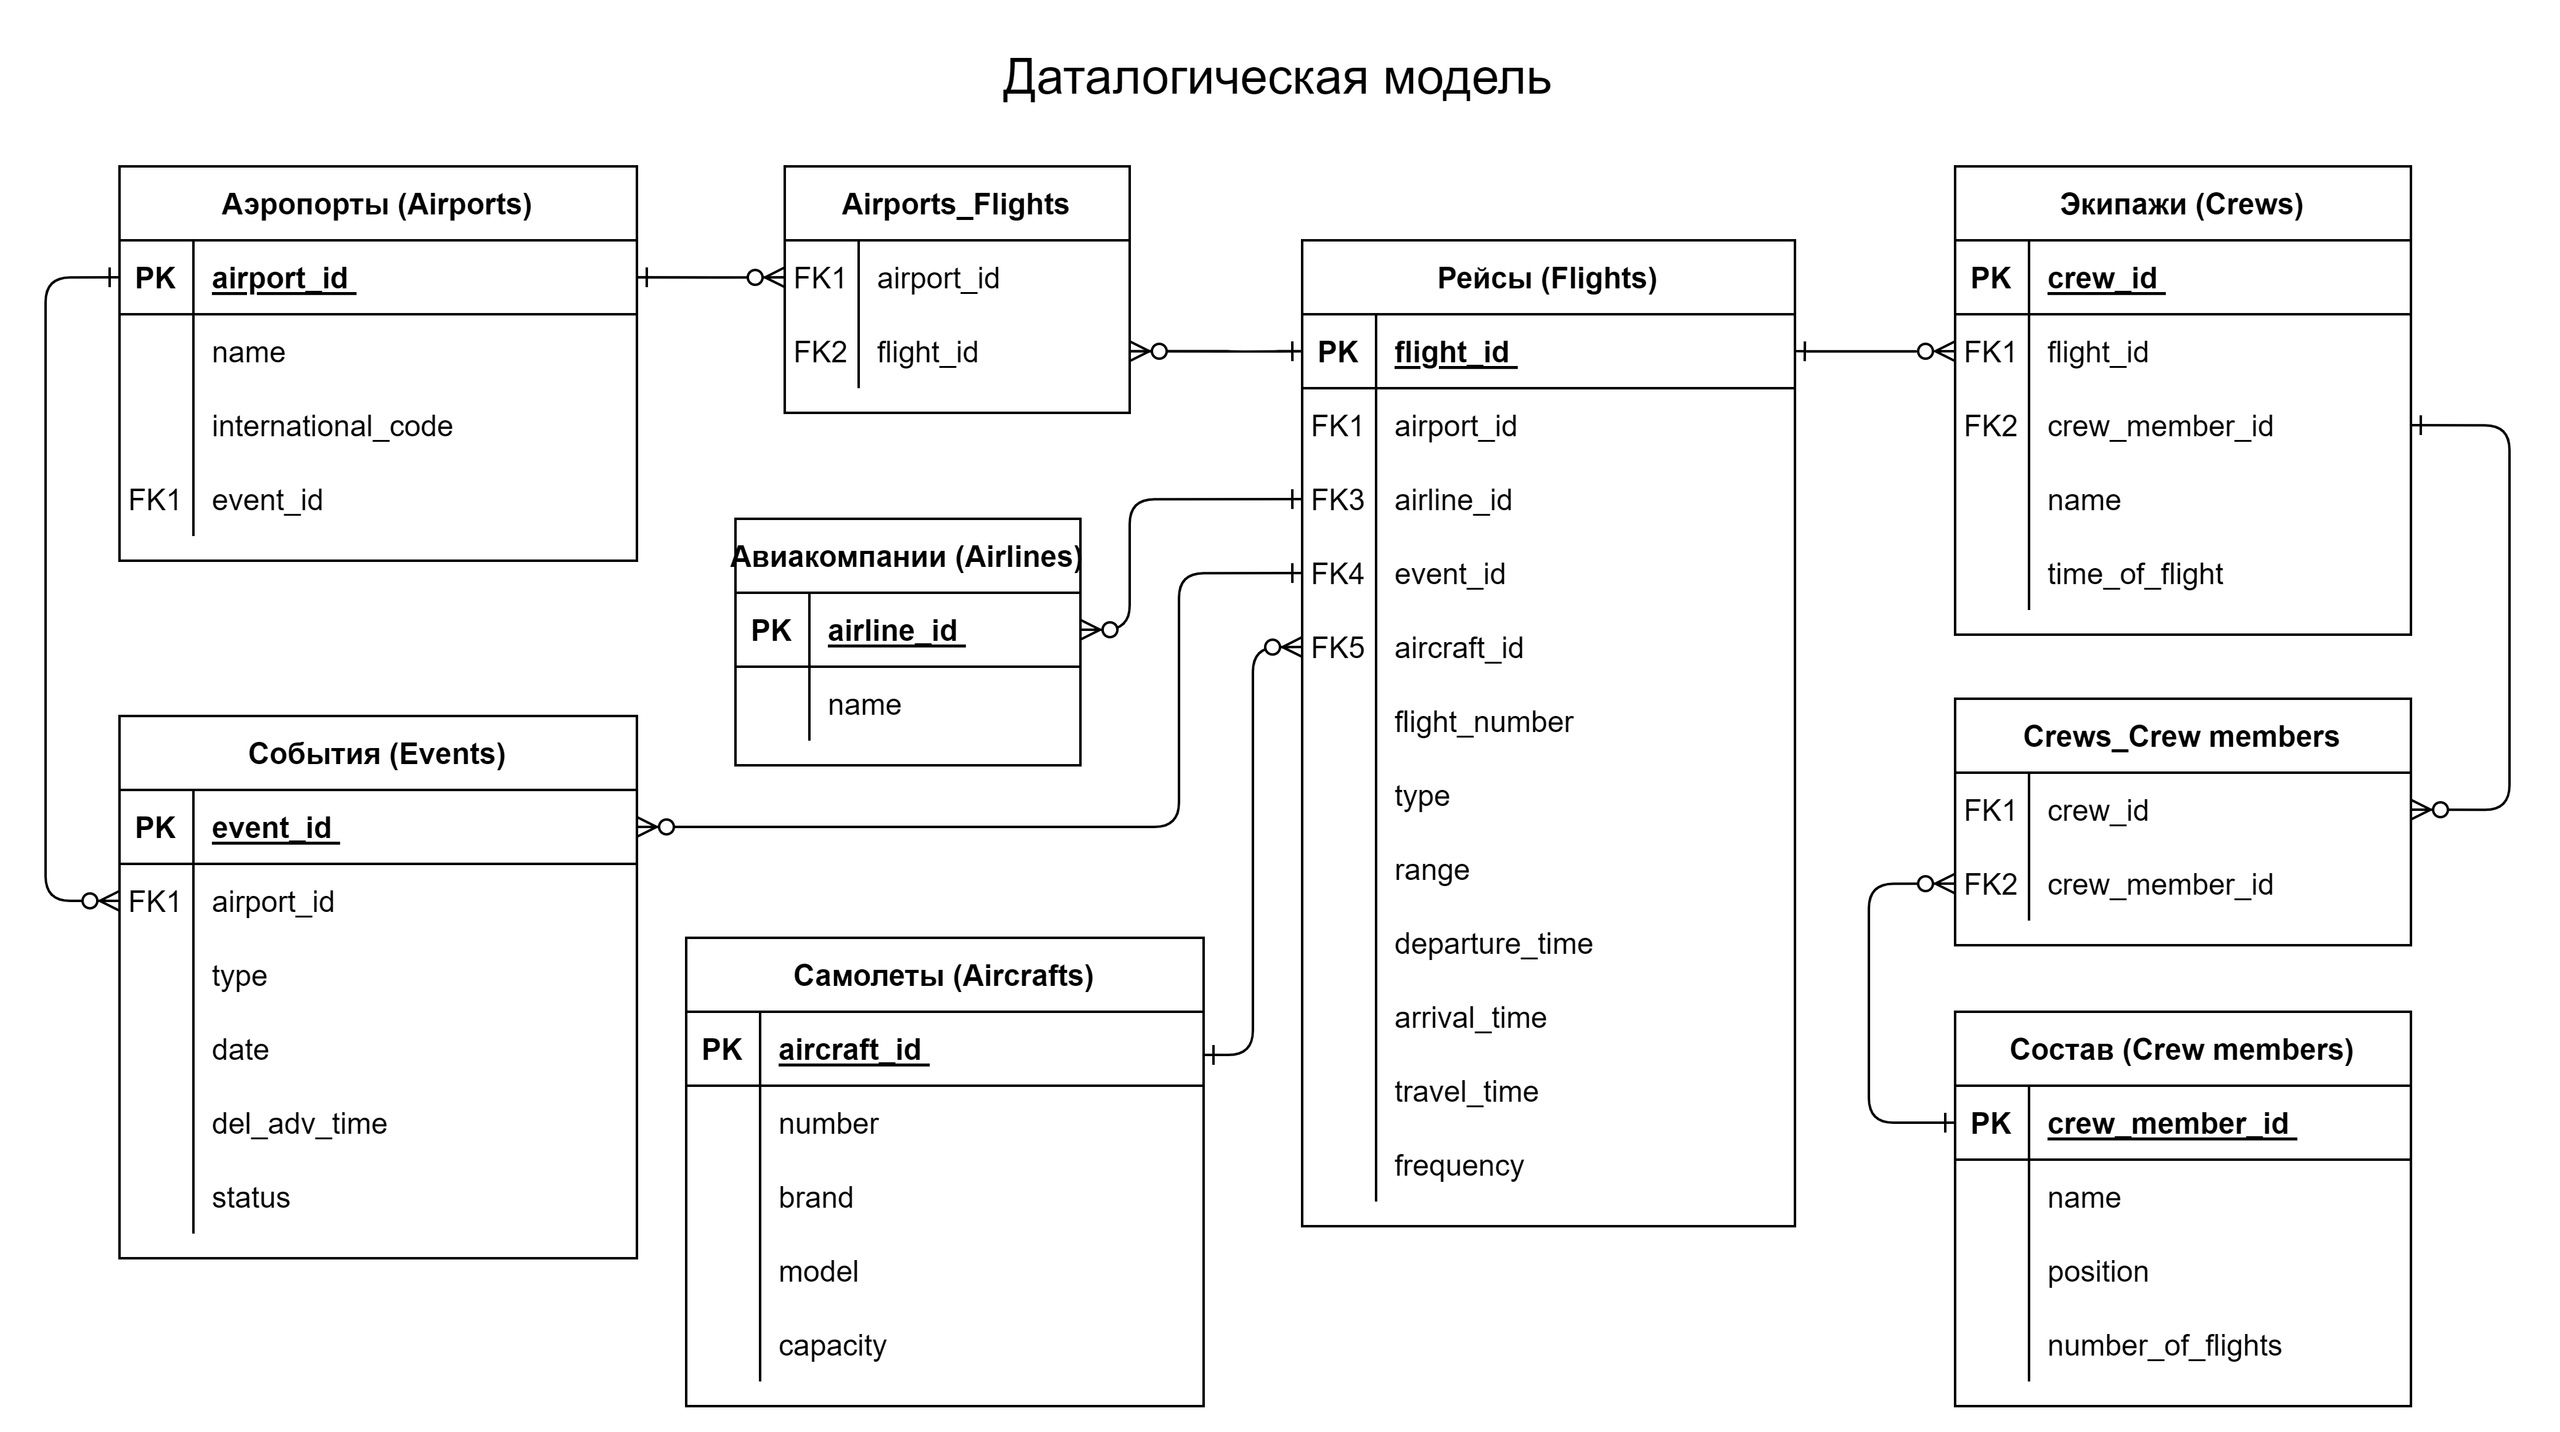 Даталогическая модель
Аэропорты (Airports)
PK airport_id
name
international_code
FK1 event_id
Airports_Flights
FK1 airport_id
FK2 flight_id
Рейсы (Flights)
PK flight_id
FK1 airport_id
FK3 airline_id
FK4 event_id
FK5 aircraft_id
flight_number
type
range
departure_time
arrival_time
travel_time
frequency
Экипажи (Crews)
PK crew_id
FK1 flight_id
FK2 crew_member_id
name
time_of_flight
Авиакомпании (Airlines)
PK airline_id
name
События (Events)
PK event_id
FK1 airport_id
type
date
del_adv_time
status
Самолеты (Aircrafts)
PK aircraft_id
number
brand
model
capacity
Crews_Crew members
FK1 crew_id
FK2 crew_member_id
Состав (Crew members)
PK crew_member_id
name
position
number_of_flights